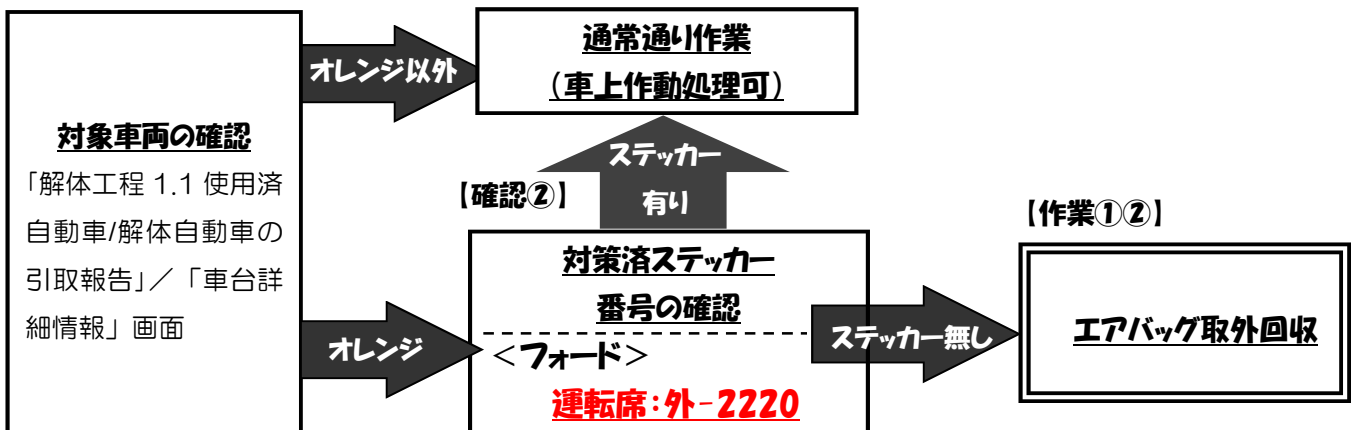 対象車両の確認
「解体工程 1.1 使用済
自動車/解体自動車の
引取報告」／「車台詳
細情報」画面
オレンジ以外
通常通り作業
（車上作動処理可）
オレンジ
【確認②】
ステッカー
有り
対策済ステッカー
番号の確認
＜フォード＞
運転席：外-2220
ステッカー無し
【作業①②】
エアバッグ取外回収